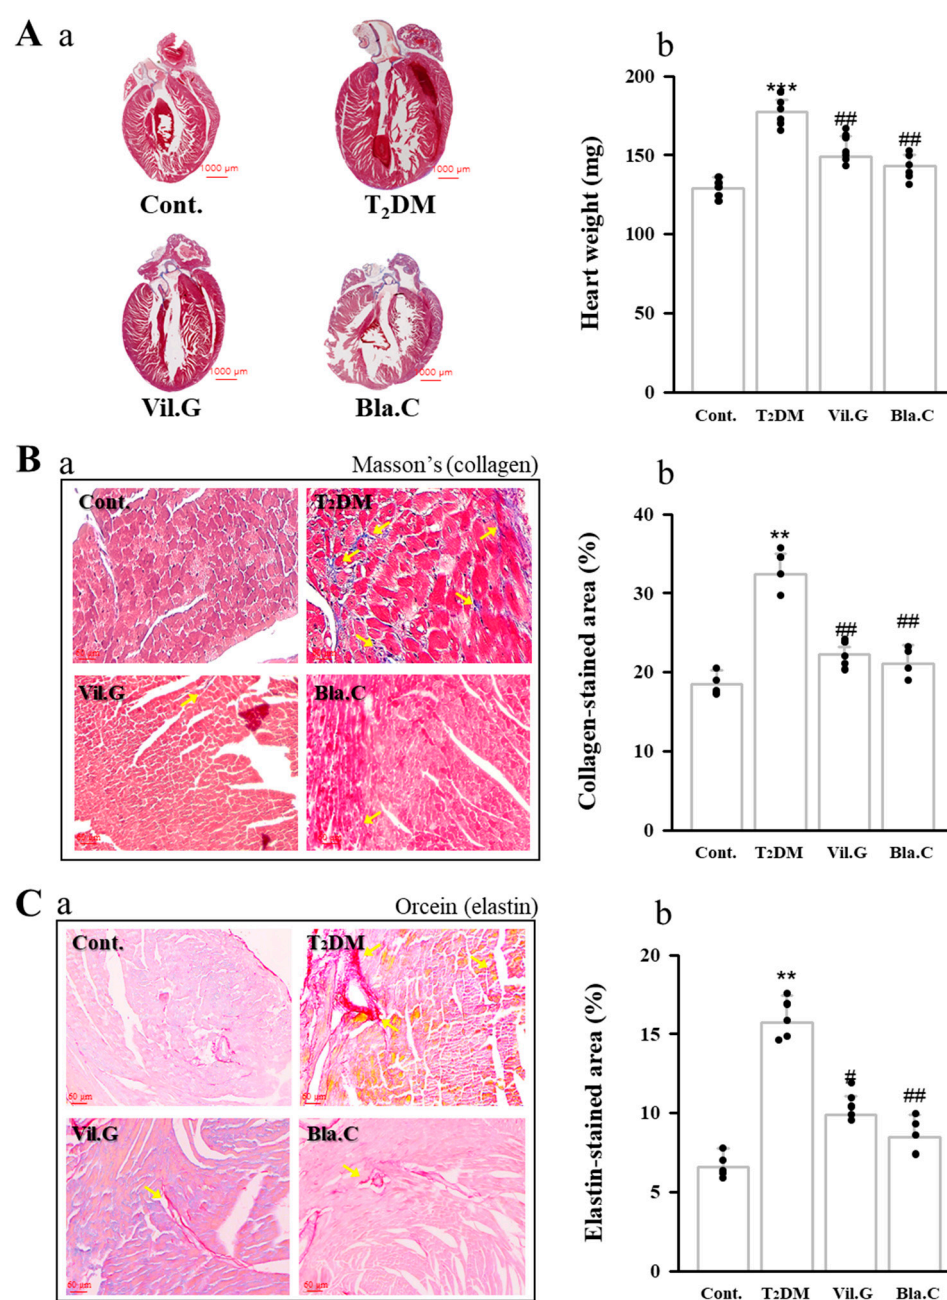 A a
1000 µm
Cont.
1000 µm
T₂DM
1000 µm
Vil.G
1000 µm
Bla.C
b
Heart weight (mg)
200
150
100
50
0
***
##
##
Cont. T₂DM Vil.G Bla.C
B a
Masson's (collagen)
Cont.
T₂DM
Vil.G
Bla.C
b
Collagen-stained area (%)
40
30
20
10
0
**
##
##
Cont. T₂DM Vil.G Bla.C
C a
Orcein (elastin)
Cont.
50 µm
T₂DM
50 µm
Vil.G
50 µm
Bla.C
50 µm
b
Elastin-stained area (%)
20
15
10
5
0
**
#
##
Cont. T₂DM Vil.G Bla.C